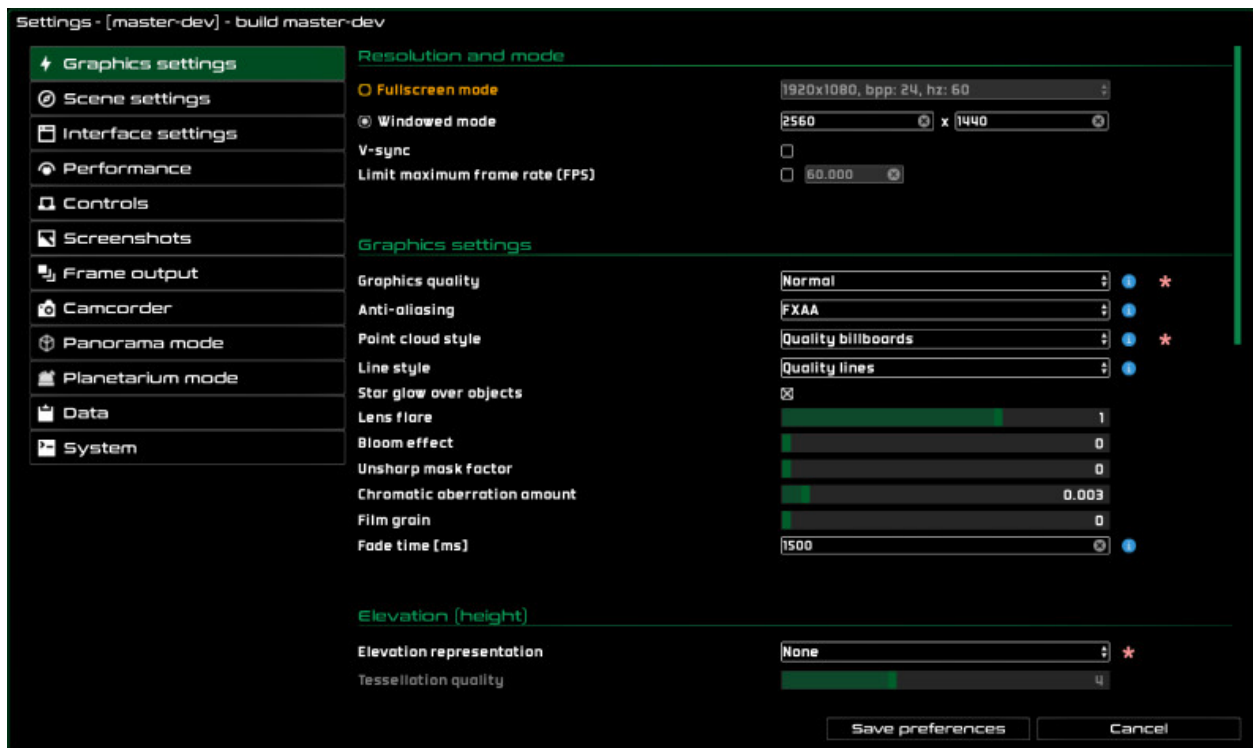 Settings - [master-dev] - build master-dev
Graphics settings
Scene settings
Interface settings
Performance
Controls
Screenshots
Frame output
Camcorder
Panorama mode
Planetarium mode
Data
System
Resolution and mode
Fullscreen mode 1920x1080, bpp: 24, hz: 60
Windowed mode 2560 x 1440
V-sync
Limit maximum frame rate (FPS) 60.000
Graphics settings
Graphics quality Normal *
Anti-aliasing FXAA
Point cloud style Quality billboards *
Line style Quality lines
Star glow over objects
Lens flare 1
Bloom effect 0
Unsharp mask factor 0
Chromatic aberration amount 0.003
Film grain 0
Fade time [ms] 1500
Elevation (height)
Elevation representation None *
Tessellation quality 4
Save preferences Cancel